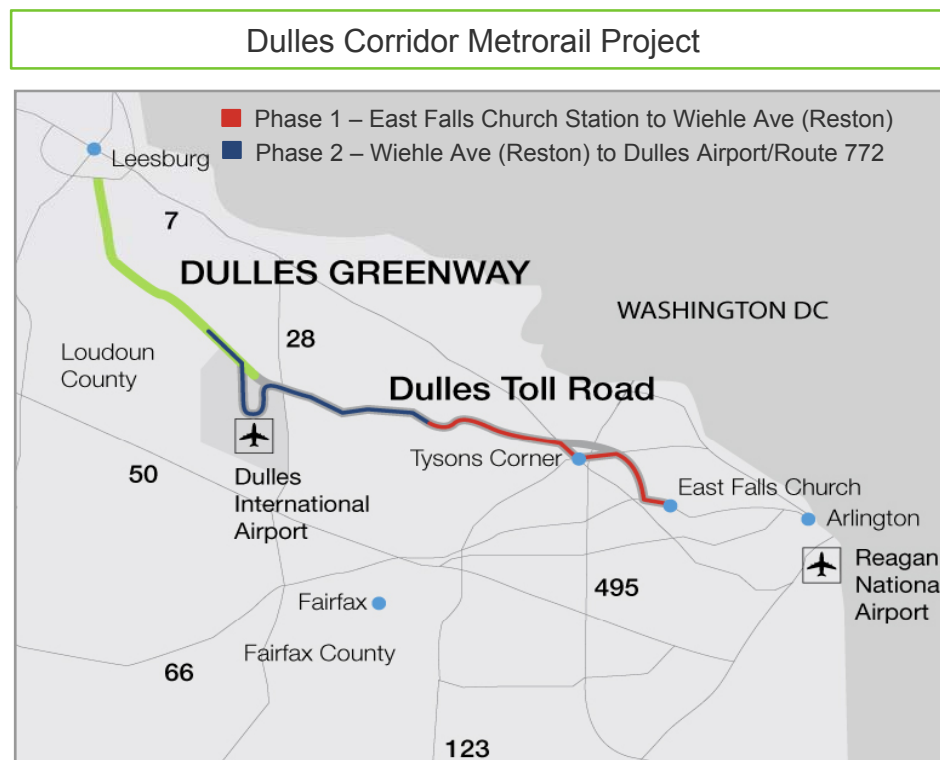 Dulles Corridor Metrorail Project
Phase 1 – East Falls Church Station to Wiehle Ave (Reston)
Phase 2 – Wiehle Ave (Reston) to Dulles Airport/Route 772
Leesburg
7
DULLES GREENWAY
WASHINGTON DC
28
Loudoun
County
Dulles Toll Road
Tysons Corner
50
Dulles
International
Airport
East Falls Church
Arlington
Reagan
Nationa
Airport
495
Fairfax
Fairfax County
66
123